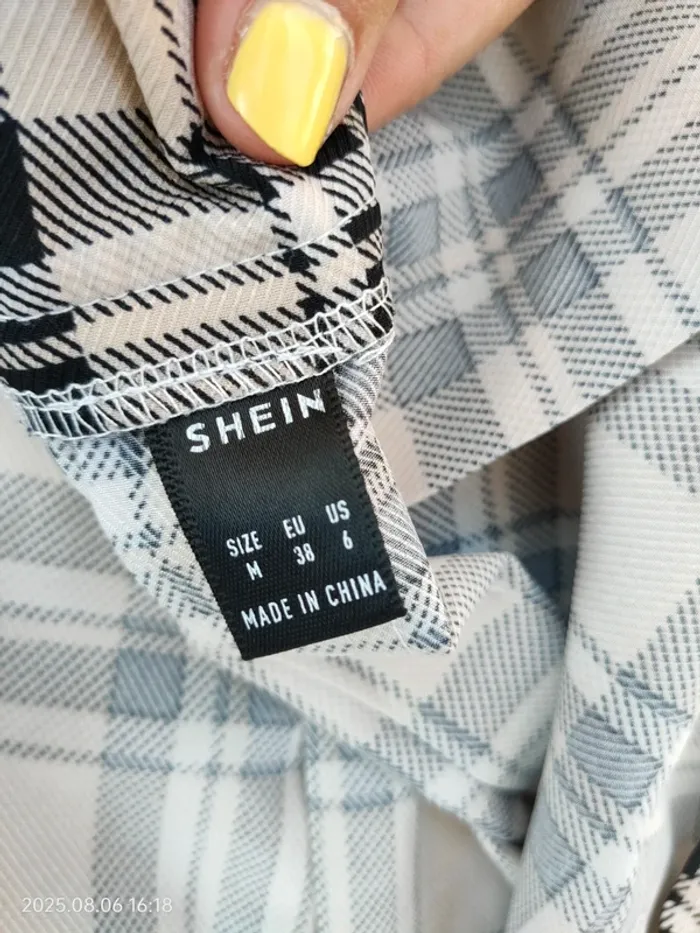 SHEIN
SIZE EU US
M 38 6
MADE IN CHINA
2025.08.06 16:18